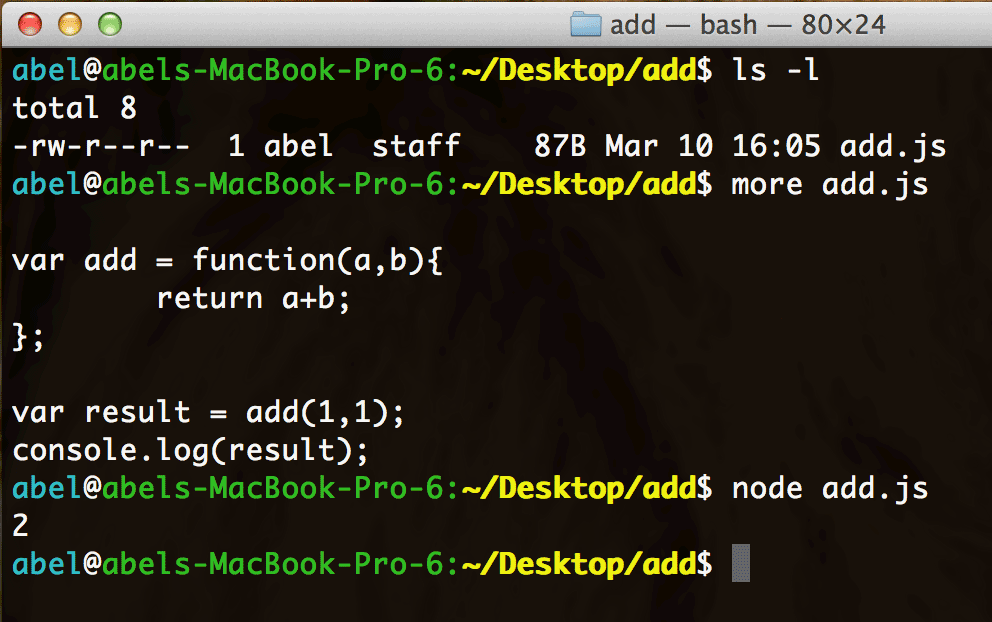 add — bash — 80×24
abel@abels-MacBook-Pro-6:~/Desktop/add$ ls -l
total 8
-rw-r--r--  1 abel  staff    87B Mar 10 16:05 add.js
abel@abels-MacBook-Pro-6:~/Desktop/add$ more add.js
var add = function(a,b){
        return a+b;
};
var result = add(1,1);
console.log(result);
abel@abels-MacBook-Pro-6:~/Desktop/add$ node add.js
2
abel@abels-MacBook-Pro-6:~/Desktop/add$